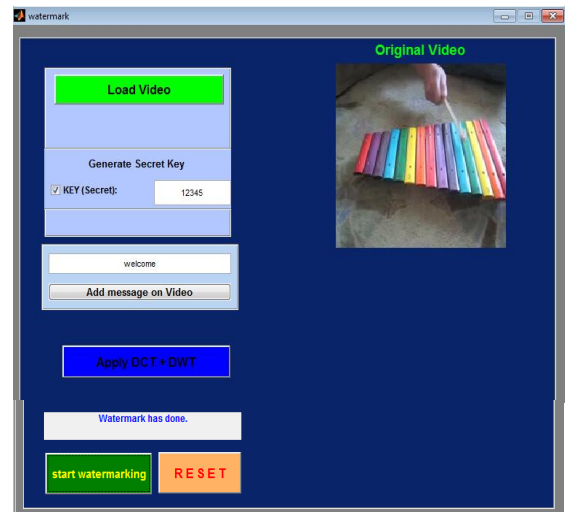 watermark
Original Video
Load Video
Generate Secret Key
KEY (Secret):
12345
welcome
Add message on Video
Apply DCT + DWT
Watermark has done.
start watermarking
R E S E T